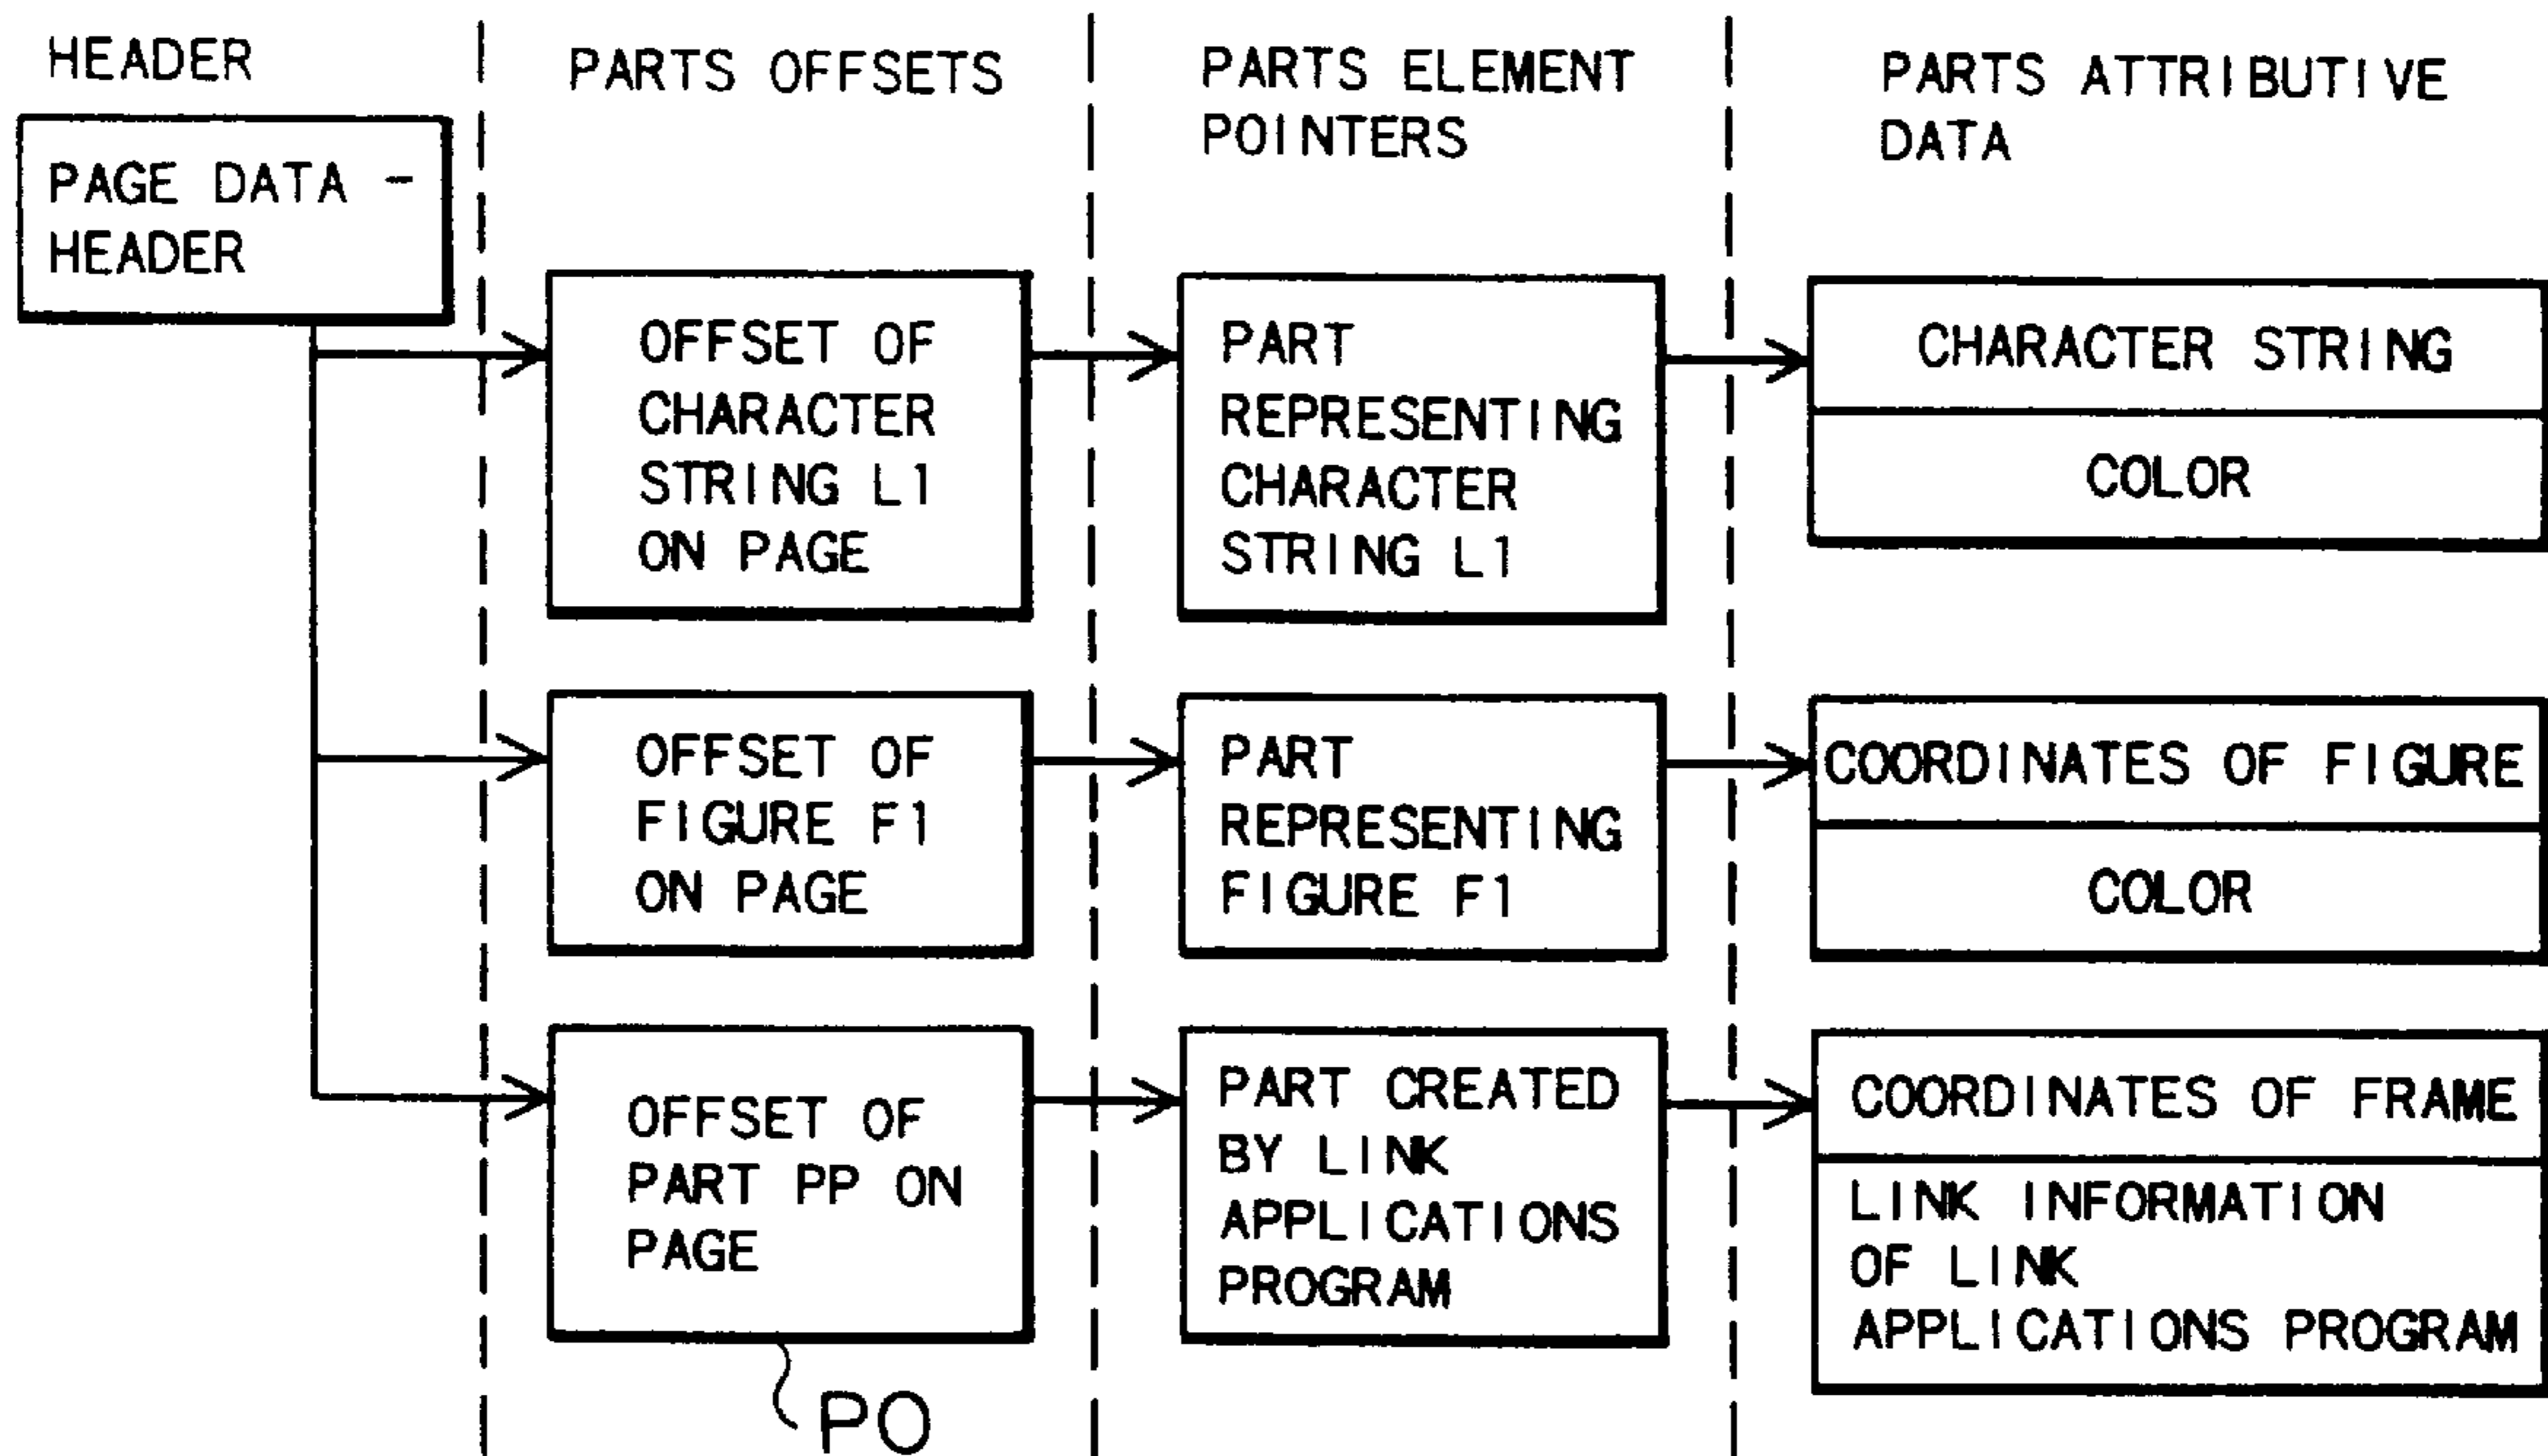 HEADER
PARTS OFFSETS
PARTS ELEMENT
POINTERS
PARTS ATTRIBUTIVE
DATA
PAGE DATA -
HEADER
OFFSET OF
CHARACTER
STRING L1
ON PAGE
PART
REPRESENTING
CHARACTER
STRING L1
CHARACTER STRING
COLOR
OFFSET OF
FIGURE F1
ON PAGE
PART
REPRESENTING
FIGURE F1
COORDINATES OF FIGURE
COLOR
OFFSET OF
PART PP ON
PAGE
PART CREATED
BY LINK
APPLICATIONS
PROGRAM
COORDINATES OF FRAME
LINK INFORMATION
OF LINK
APPLICATIONS PROGRAM
PO